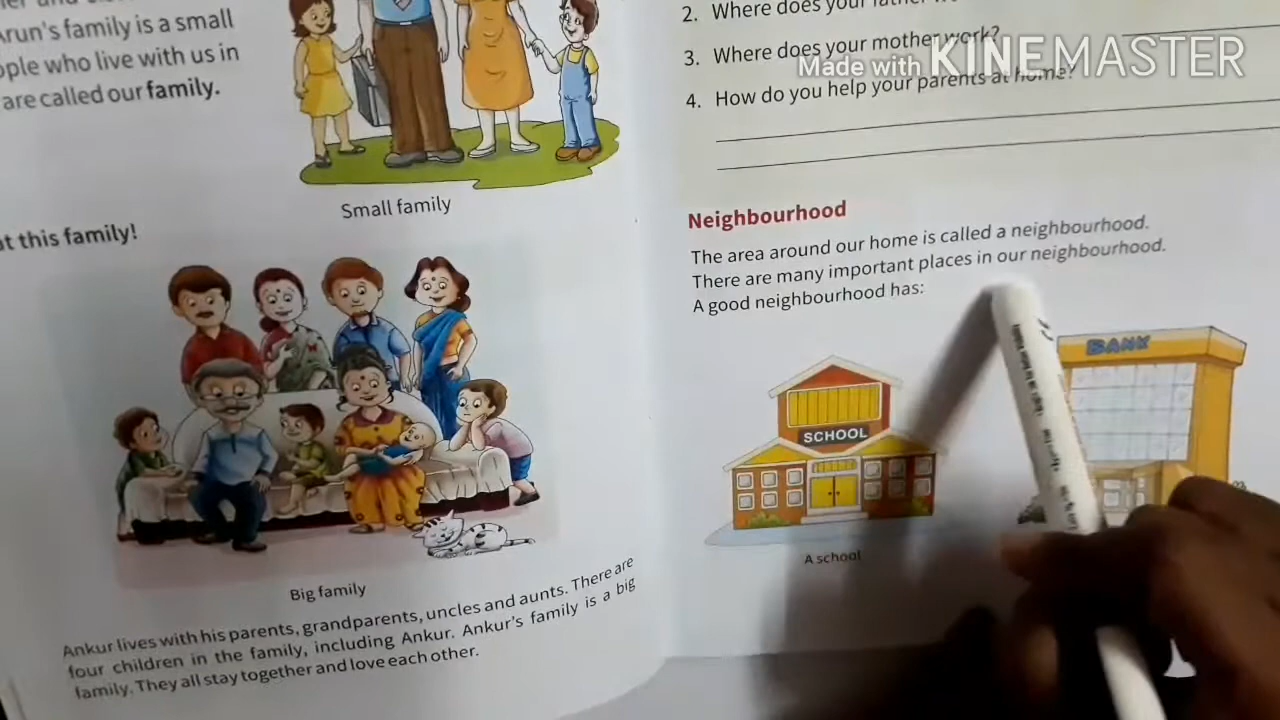 Arun's family is a small
people who live with us in
are called our family.
Small family
at this family!
Big family
Ankur lives with his parents, grandparents, uncles and aunts. There are
four children in the family, including Ankur. Ankur's family is a big
family. They all stay together and love each other.
2. Where does your father
3. Where does your mother work?
4. How do you help your parents at home?
Made with KINEMASTER
Neighbourhood
The area around our home is called a neighbourhood.
There are many important places in our neighbourhood.
A good neighbourhood has:
SCHOOL
A school
BANK